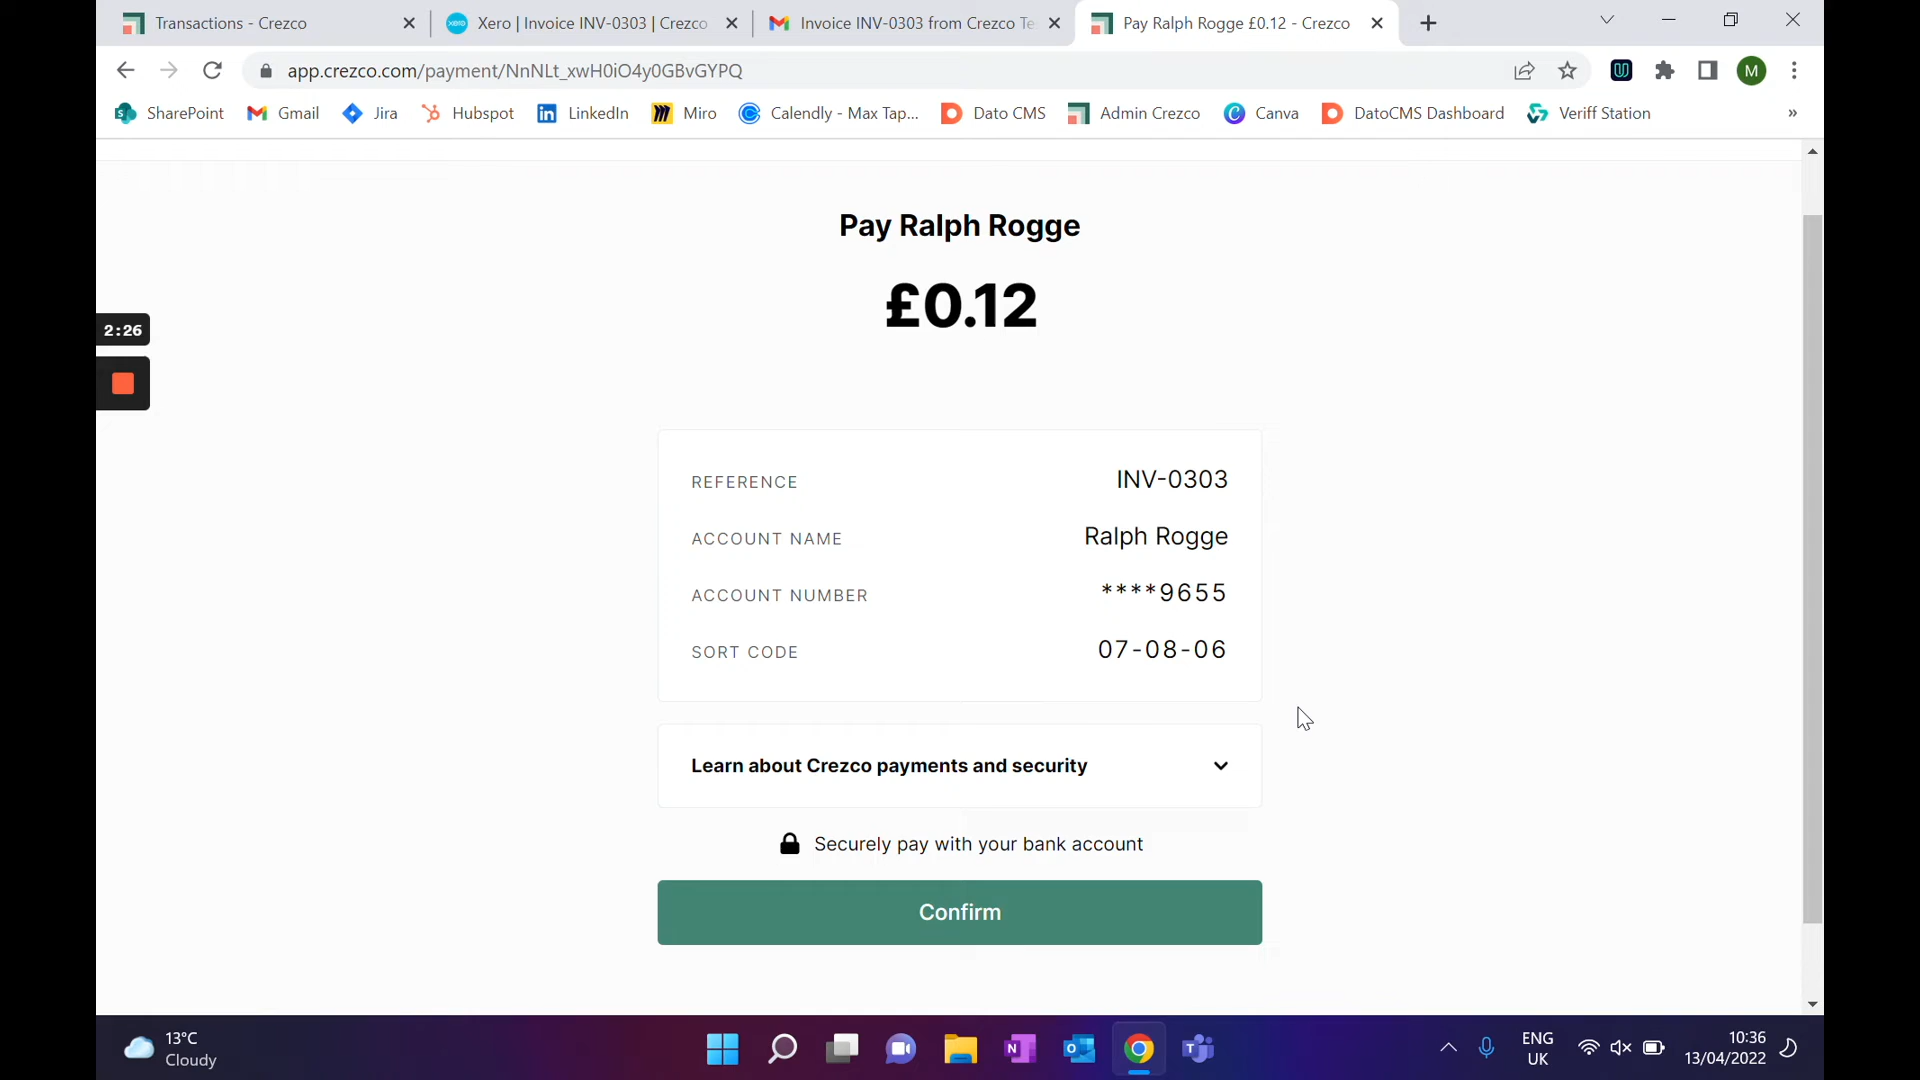 Transactions - Crezco
Xero | Invoice INV-0303 | Crezco
Invoice INV-0303 from Crezco Te
Pay Ralph Rogge £0.12 - Crezco
app.crezco.com/payment/NnNLt_xwH0iO4y0GBvGYPQ
M
SharePoint
Gmail
Jira
Hubspot
LinkedIn
Miro
Calendly - Max Tap...
Dato CMS
Admin Crezco
Canva
DatoCMS Dashboard
Veriff Station
»
Pay Ralph Rogge
£0.12
2:26
REFERENCE INV-0303
ACCOUNT NAME Ralph Rogge
ACCOUNT NUMBER ****9655
SORT CODE 07-08-06
Learn about Crezco payments and security
Securely pay with your bank account
Confirm
13°C
Cloudy
ENG
UK
10:36
13/04/2022